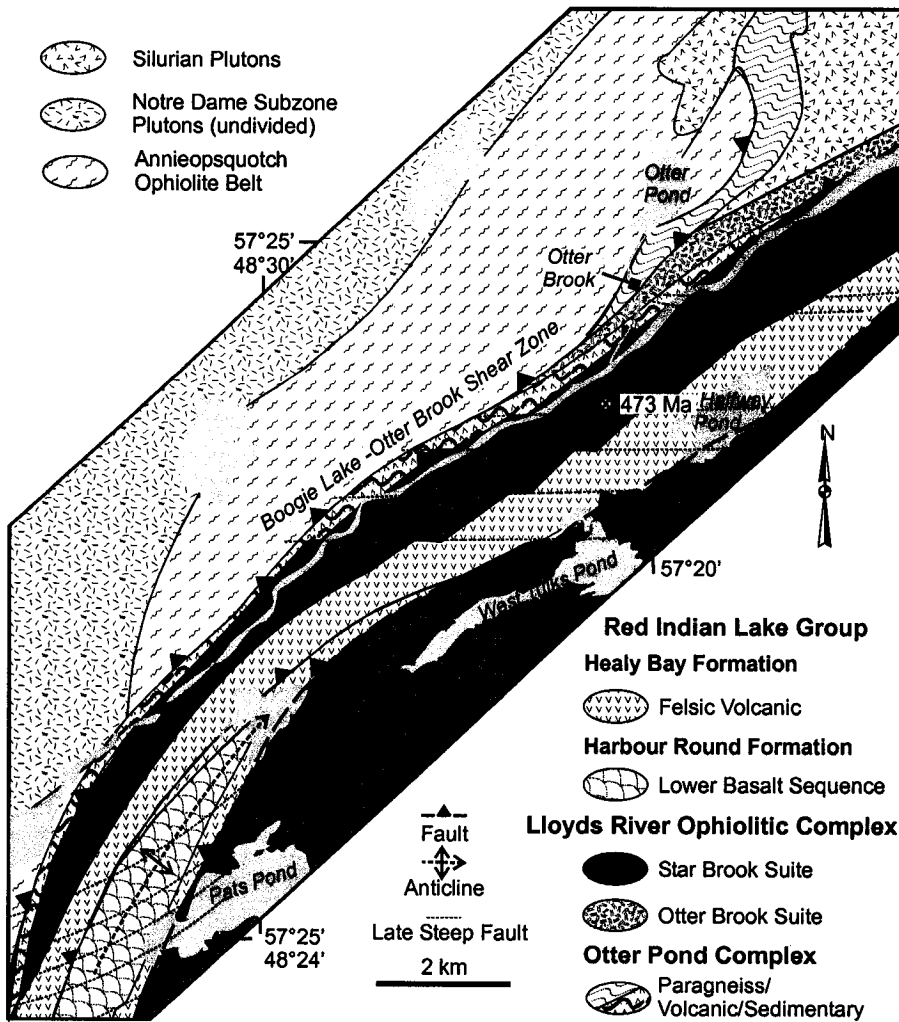 Silurian Plutons
Notre Dame Subzone
Plutons (undivided)
Annieopsquotch
Ophiolite Belt
57°25'
48°30'
Otter
Pond
Otter
Brook
Boogie Lake -Otter Brook Shear Zone
473 Ma
Halfway
Pond
N
57°20'
West Tulks Pond
Pats Pond
57°25'
48°24'
Fault
Anticline
Late Steep Fault
2 km
Red Indian Lake Group
Healy Bay Formation
Felsic Volcanic
Harbour Round Formation
Lower Basalt Sequence
Lloyds River Ophiolitic Complex
Star Brook Suite
Otter Brook Suite
Otter Pond Complex
Paragneiss/
Volcanic/Sedimentary